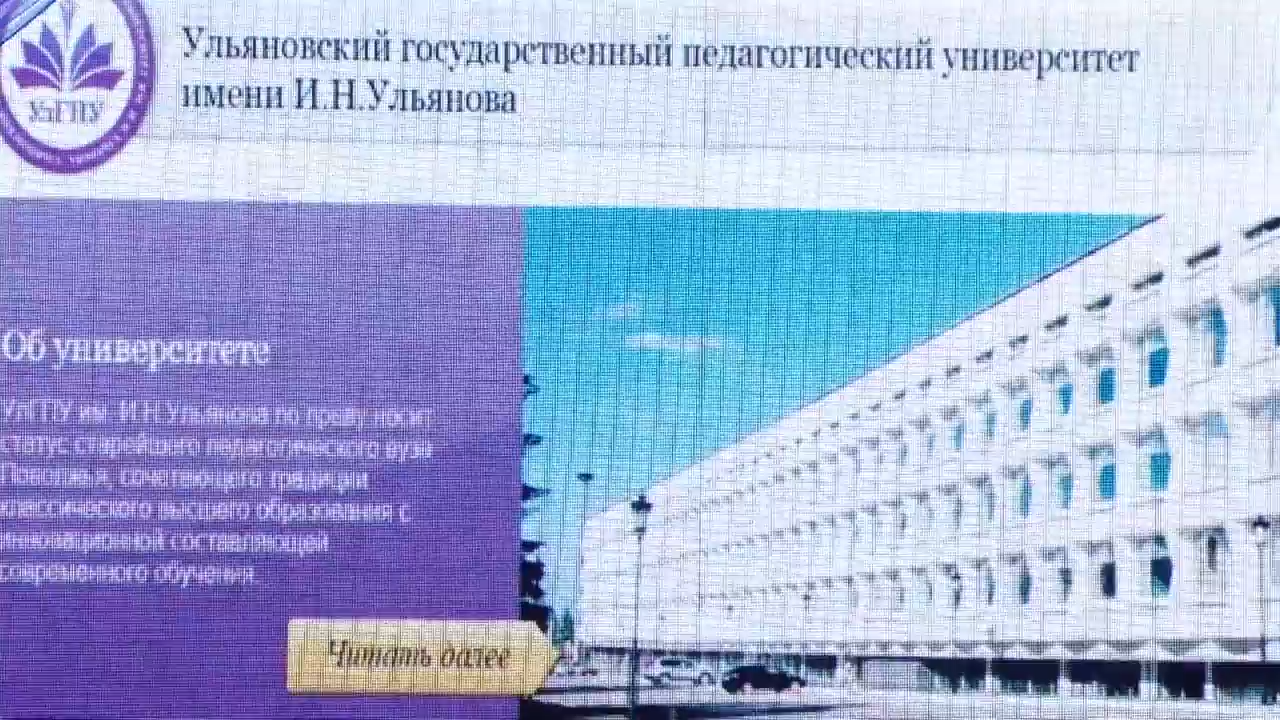 Ульяновский государственный педагогический университет
имени И.Н.Ульянова
УлГПУ
Об университете
УлГПУ им. И.Н.Ульянова по праву носит
статус старейшего педагогического вуза
Поволжья, сочетающего традиции
классического высшего образования с
инновационной составляющей
современного обучения.
Читать далее